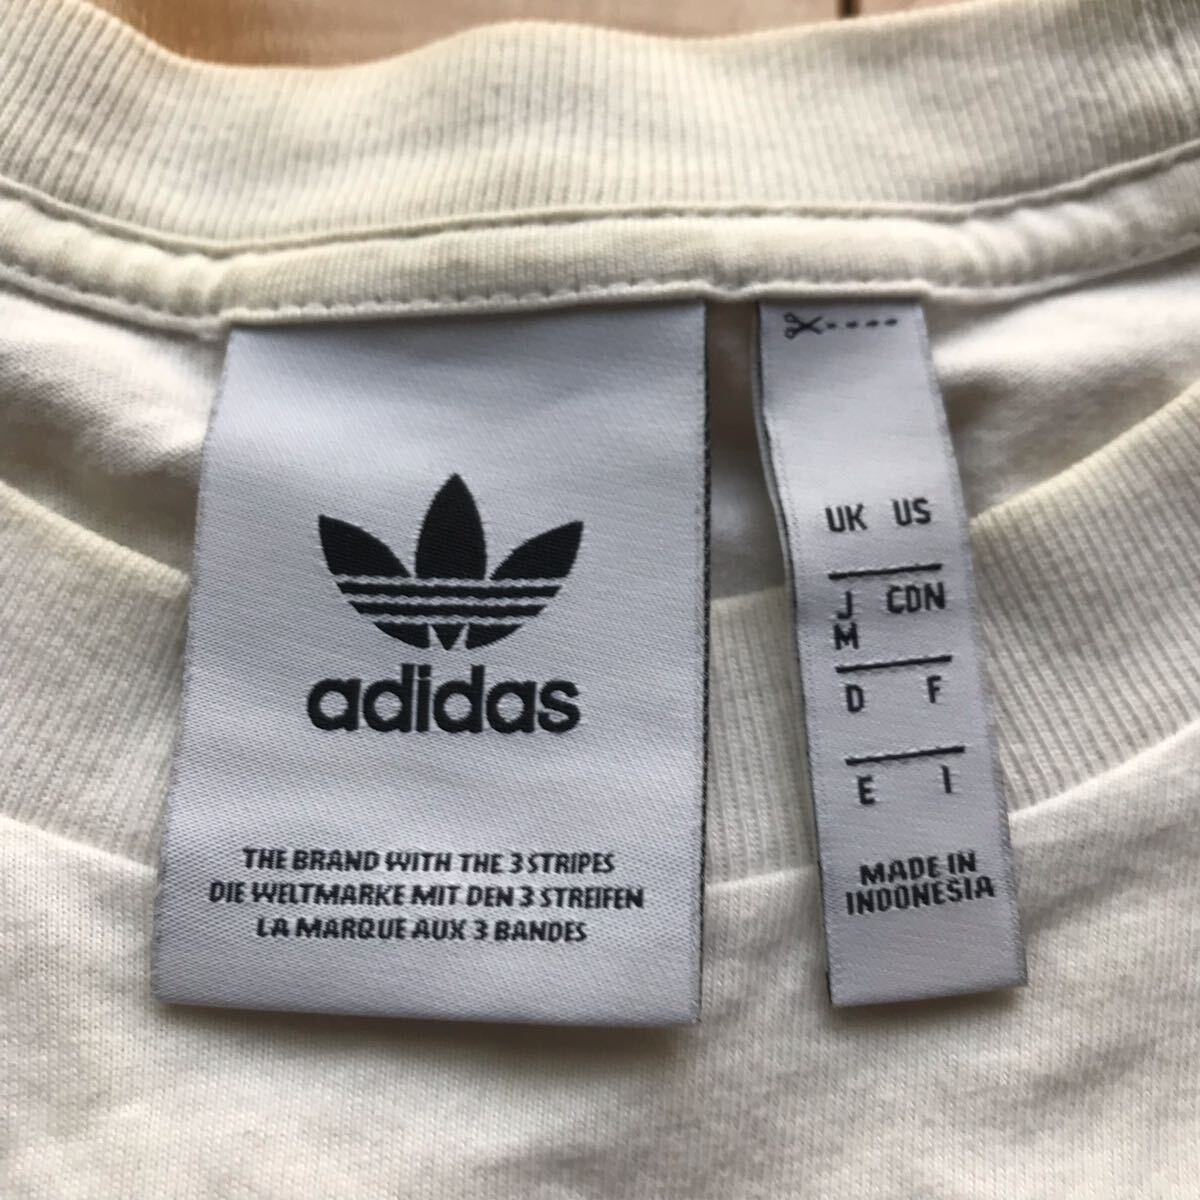 adidas
THE BRAND WITH THE 3 STRIPES
DIE WELTMARKE MIT DEN 3 STREIFEN
LA MARQUE AUX 3 BANDES
UK US
J CDN
M
D F
E I
MADE IN
INDONESIA